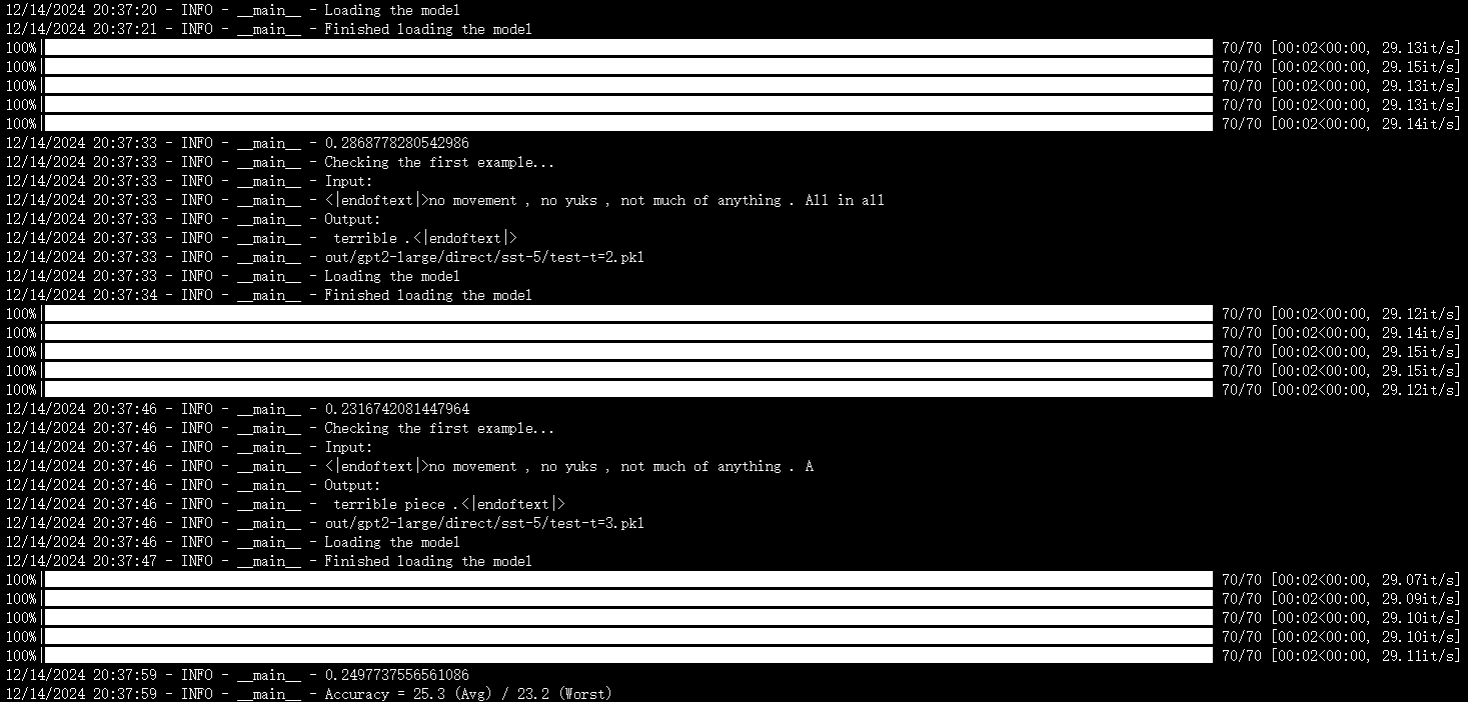 12/14/2024 20:37:20 - INFO - __main__ - Loading the model
12/14/2024 20:37:21 - INFO - __main__ - Finished loading the model
100% 70/70 [00:02<00:00, 29.13it/s]
100% 70/70 [00:02<00:00, 29.15it/s]
100% 70/70 [00:02<00:00, 29.13it/s]
100% 70/70 [00:02<00:00, 29.13it/s]
100% 70/70 [00:02<00:00, 29.14it/s]
12/14/2024 20:37:33 - INFO - __main__ - 0.2868778280542986
12/14/2024 20:37:33 - INFO - __main__ - Checking the first example...
12/14/2024 20:37:33 - INFO - __main__ - Input:
12/14/2024 20:37:33 - INFO - __main__ - <|endoftext|>no movement , no yuks , not much of anything . All in all
12/14/2024 20:37:33 - INFO - __main__ - Output:
12/14/2024 20:37:33 - INFO - __main__ -  terrible .<|endoftext|>
12/14/2024 20:37:33 - INFO - __main__ - out/gpt2-large/direct/sst-5/test-t=2.pkl
12/14/2024 20:37:33 - INFO - __main__ - Loading the model
12/14/2024 20:37:34 - INFO - __main__ - Finished loading the model
100% 70/70 [00:02<00:00, 29.12it/s]
100% 70/70 [00:02<00:00, 29.14it/s]
100% 70/70 [00:02<00:00, 29.15it/s]
100% 70/70 [00:02<00:00, 29.15it/s]
100% 70/70 [00:02<00:00, 29.12it/s]
12/14/2024 20:37:46 - INFO - __main__ - 0.2316742081447964
12/14/2024 20:37:46 - INFO - __main__ - Checking the first example...
12/14/2024 20:37:46 - INFO - __main__ - Input:
12/14/2024 20:37:46 - INFO - __main__ - <|endoftext|>no movement , no yuks , not much of anything . A
12/14/2024 20:37:46 - INFO - __main__ - Output:
12/14/2024 20:37:46 - INFO - __main__ -  terrible piece .<|endoftext|>
12/14/2024 20:37:46 - INFO - __main__ - out/gpt2-large/direct/sst-5/test-t=3.pkl
12/14/2024 20:37:46 - INFO - __main__ - Loading the model
12/14/2024 20:37:47 - INFO - __main__ - Finished loading the model
100% 70/70 [00:02<00:00, 29.07it/s]
100% 70/70 [00:02<00:00, 29.09it/s]
100% 70/70 [00:02<00:00, 29.10it/s]
100% 70/70 [00:02<00:00, 29.10it/s]
100% 70/70 [00:02<00:00, 29.11it/s]
12/14/2024 20:37:59 - INFO - __main__ - 0.2497737556561086
12/14/2024 20:37:59 - INFO - __main__ - Accuracy = 25.3 (Avg) / 23.2 (Worst)